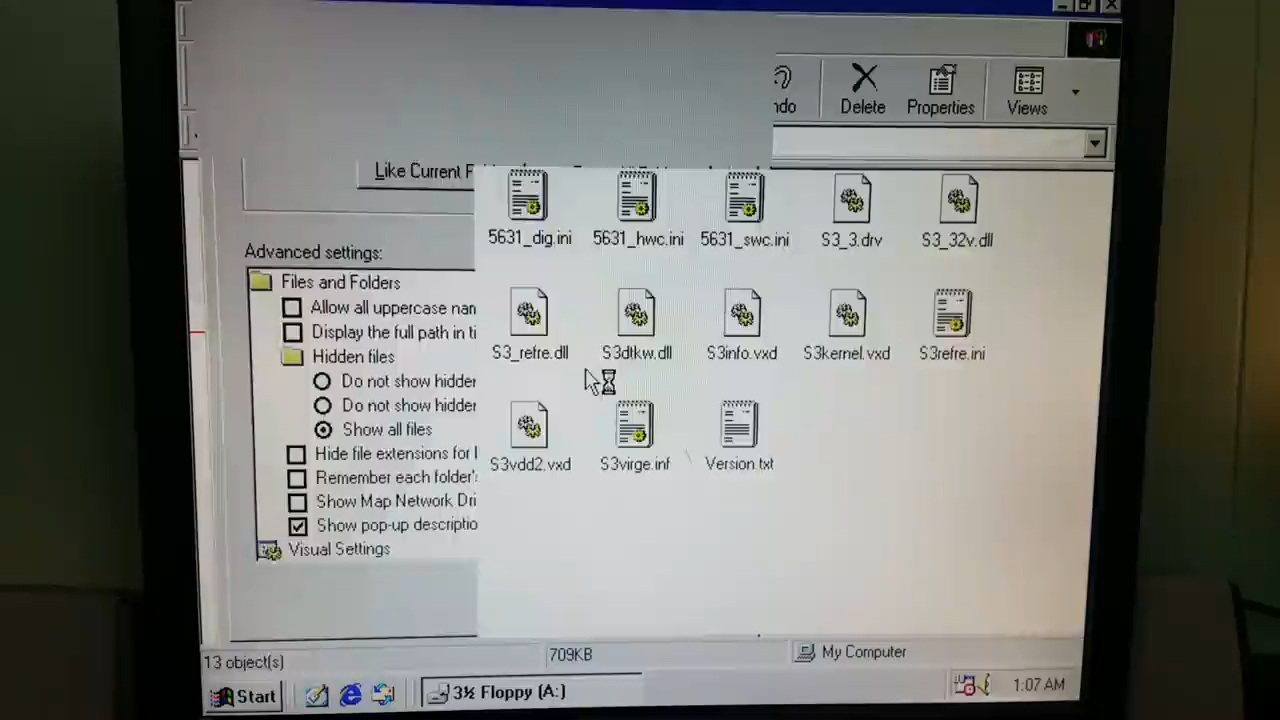 ndo Delete Properties Views
Like Current F
5631_dig.ini 5631_hwc.ini 5631_swc.ini S3_3.drv S3_32v.dll
Advanced settings:
Files and Folders
Allow all uppercase nan
Display the full path in ti
Hidden files
Do not show hidder
Do not show hidder
Show all files
Hide file extensions for l
Remember each folder's
Show Map Network Dri
Show pop-up descriptio
Visual Settings
S3_refre.dll S3dtkw.dll S3info.vxd S3kernel.vxd S3refre.ini
S3vdd2.vxd S3virge.inf Version.txt
13 object(s) 709KB My Computer
Start 3½ Floppy (A:) 1:07 AM